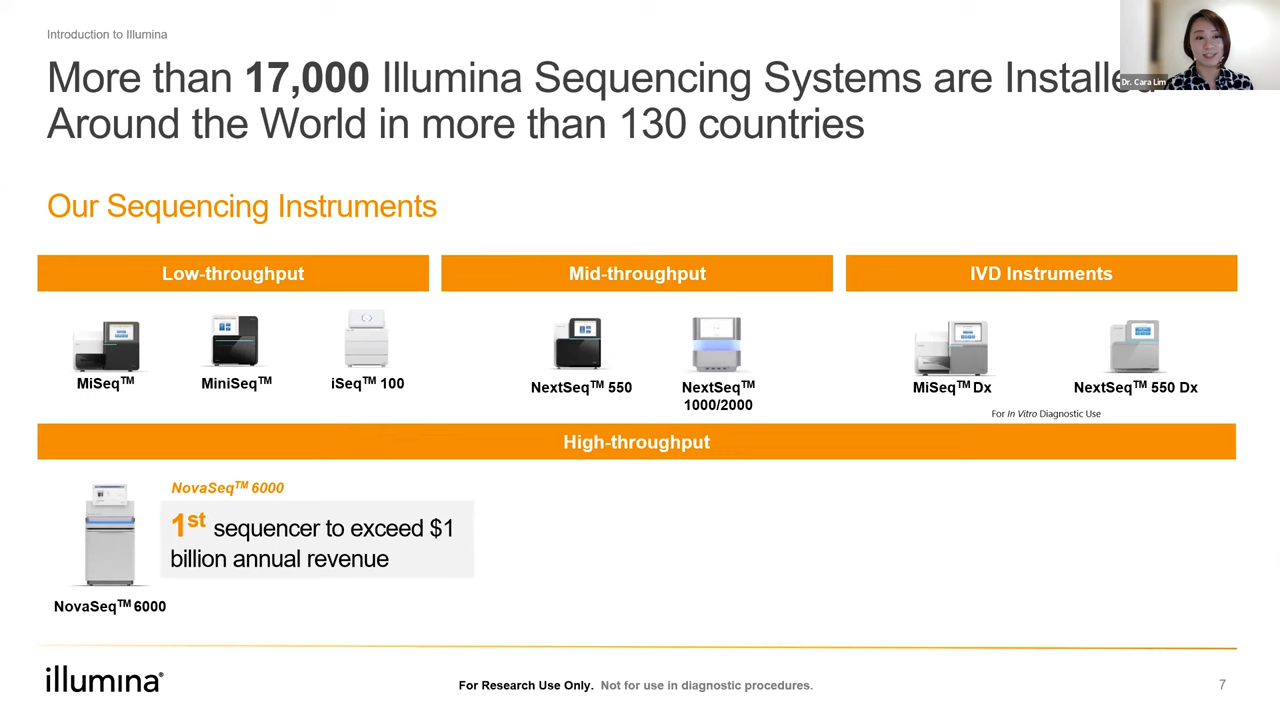 Introduction to Illumina
More than 17,000 Illumina Sequencing Systems are Installed
Around the World in more than 130 countries
Dr. Cara Lim
Our Sequencing Instruments
Low-throughput
Mid-throughput
IVD Instruments
MiSeq™
MiniSeq™
iSeq™ 100
NextSeq™ 550
NextSeq™
1000/2000
MiSeq™ Dx
NextSeq™ 550 Dx
For In Vitro Diagnostic Use
High-throughput
NovaSeq™ 6000
1st sequencer to exceed $1
billion annual revenue
NovaSeq™ 6000
illumina®
For Research Use Only. Not for use in diagnostic procedures.
7